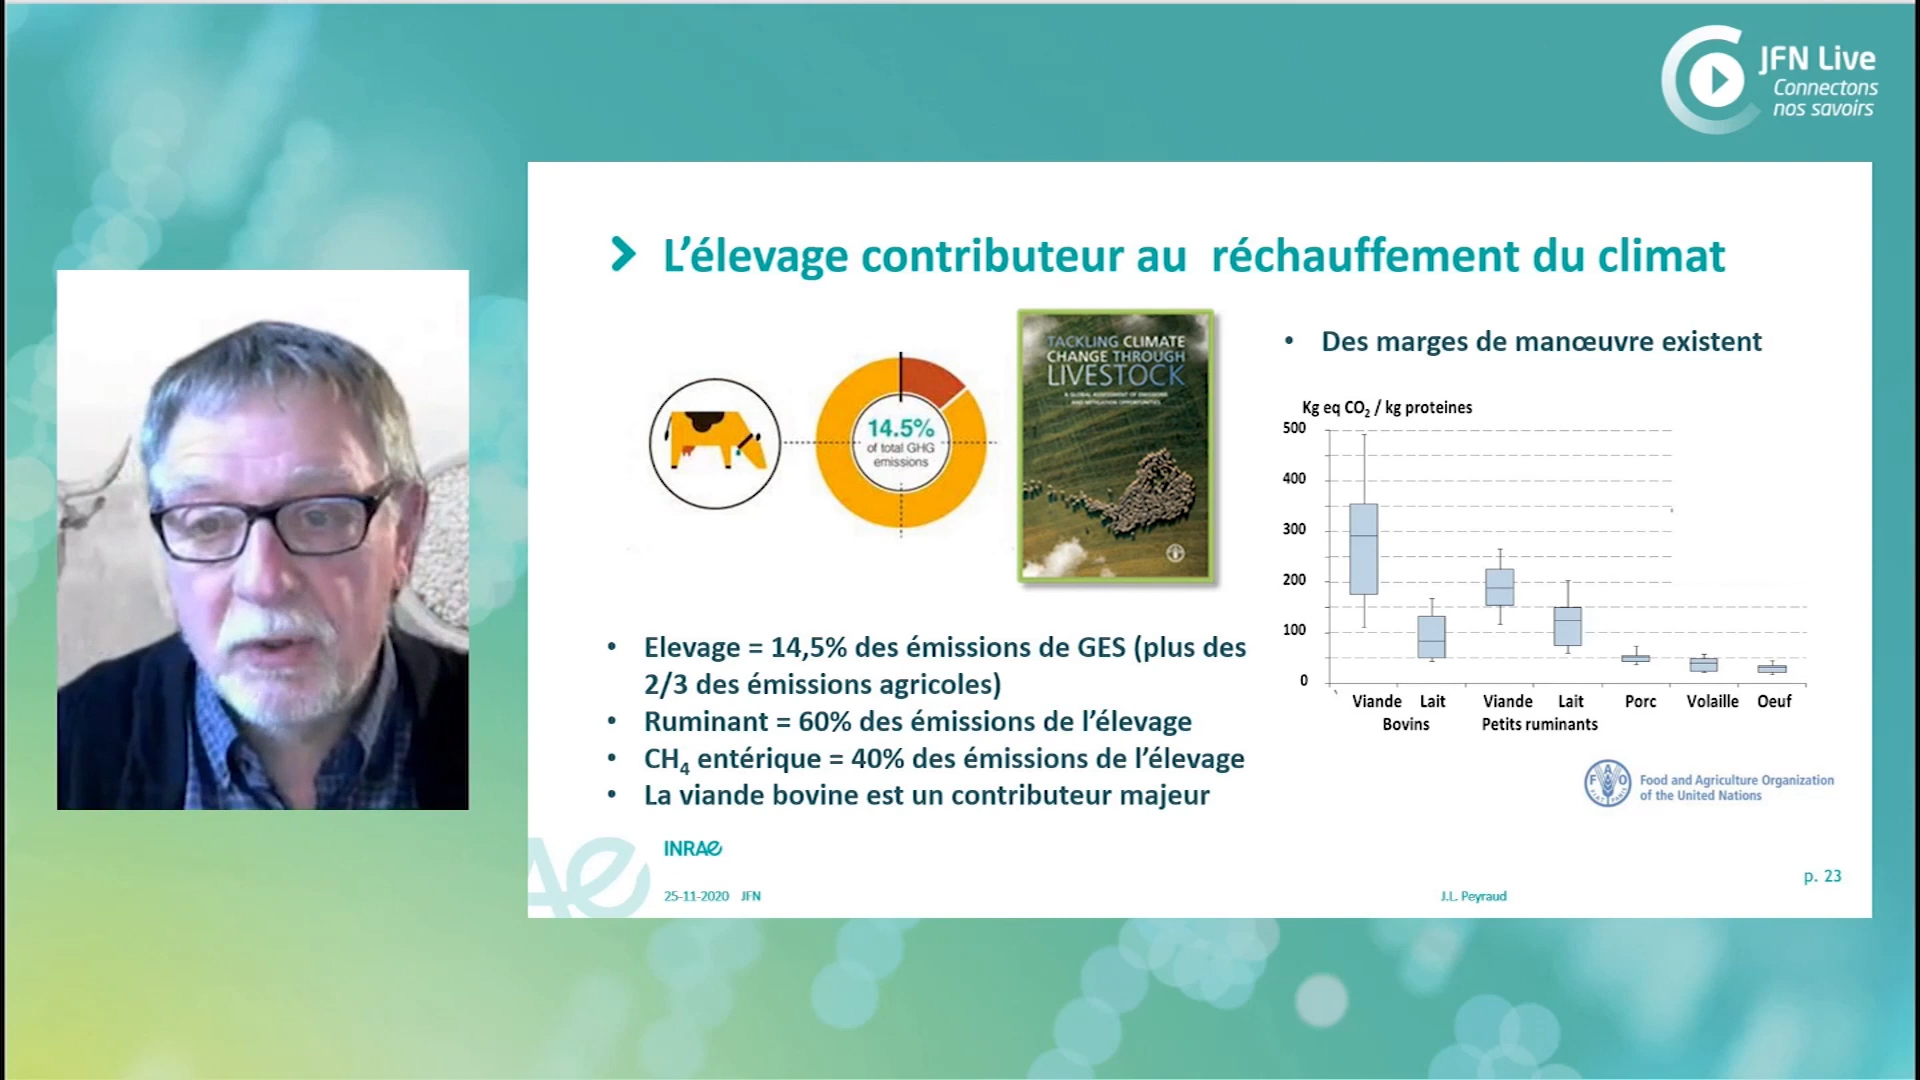 JFN Live
Connectons
nos savoirs
L’élevage contributeur au réchauffement du climat
14.5%
of total GHG
emissions
TACKLING CLIMATE
CHANGE THROUGH
LIVESTOCK
A GLOBAL ASSESSMENT OF EMISSIONS
AND MITIGATION OPPORTUNITIES
• Elevage = 14,5% des émissions de GES (plus des
2/3 des émissions agricoles)
• Ruminant = 60% des émissions de l’élevage
• CH4 entérique = 40% des émissions de l’élevage
• La viande bovine est un contributeur majeur
• Des marges de manœuvre existent
Kg eq CO2 / kg proteines
500
400
300
200
100
0
Viande Lait Viande Lait Porc Volaille Oeuf
Bovins Petits ruminants
FAO
Food and Agriculture Organization
of the United Nations
INRAE
25-11-2020 JFN
J.L. Peyraud
p. 23